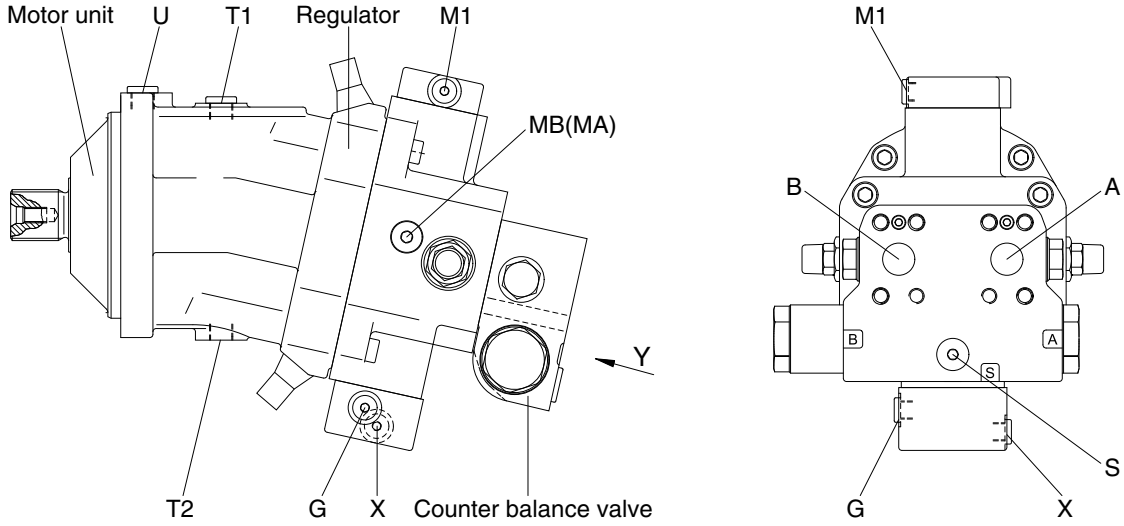 Motor unit
U
T1
Regulator
M1
M1
MB(MA)
B
A
Y
B
A
S
S
T2
G
X
Counter balance valve
G
X